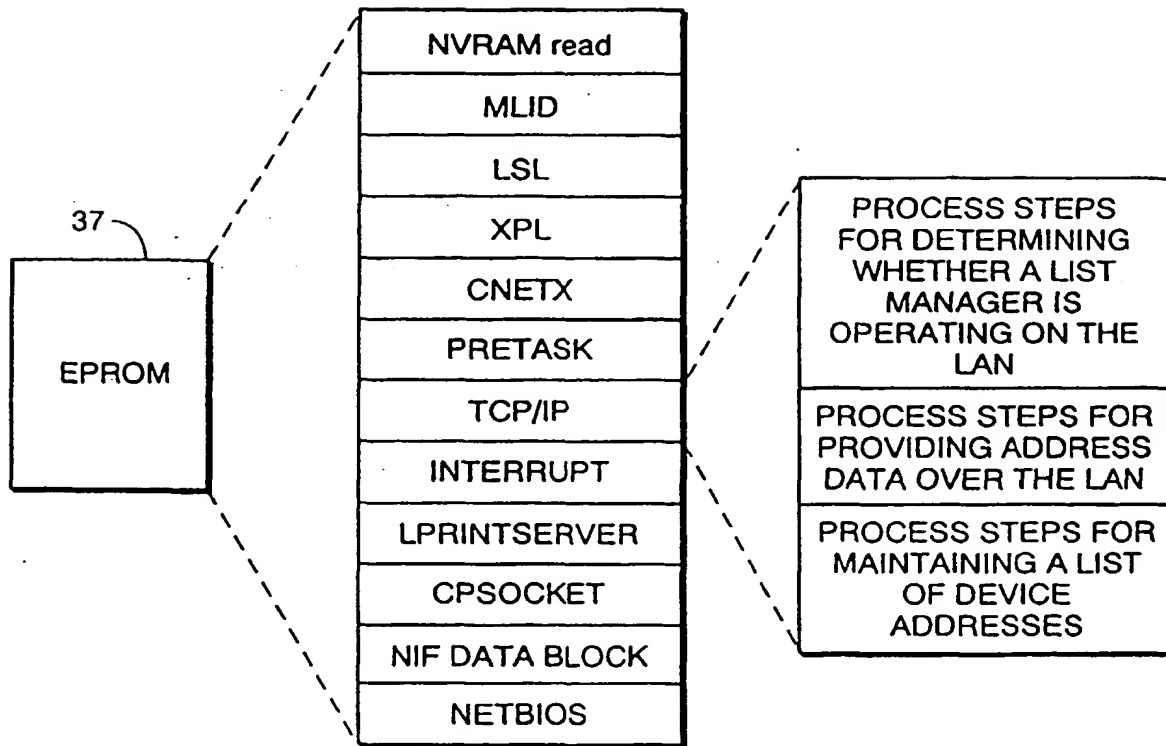 37
EPROM
NVRAM read
MLID
LSL
XPL
CNETX
PRETASK
TCP/IP
INTERRUPT
LPRINTSERVER
CPSOCKET
NIF DATA BLOCK
NETBIOS
PROCESS STEPS
FOR DETERMINING
WHETHER A LIST
MANAGER IS
OPERATING ON THE
LAN
PROCESS STEPS FOR
PROVIDING ADDRESS
DATA OVER THE LAN
PROCESS STEPS FOR
MAINTAINING A LIST
OF DEVICE
ADDRESSES